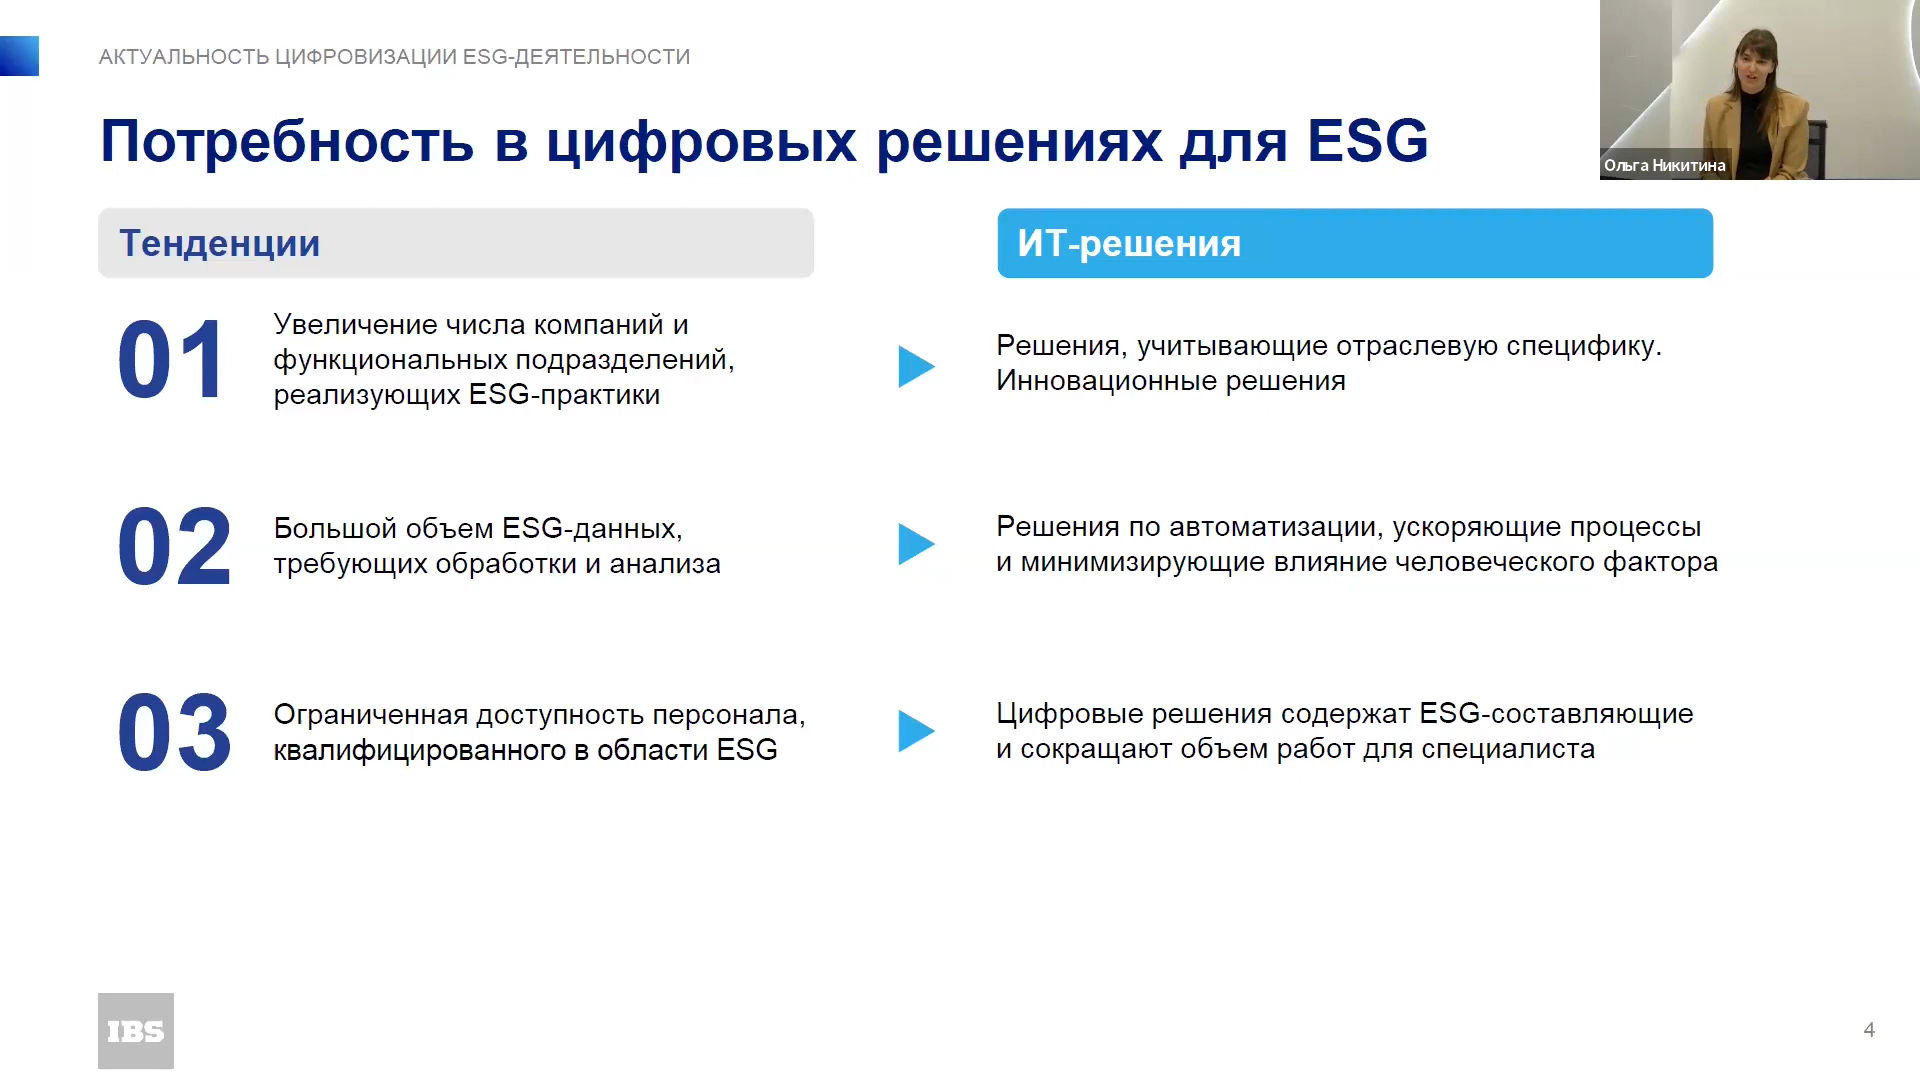 АКТУАЛЬНОСТЬ ЦИФРОВИЗАЦИИ ESG-ДЕЯТЕЛЬНОСТИ
Потребность в цифровых решениях для ESG
Ольга Никитина
Тенденции
ИТ-решения
01
Увеличение числа компаний и
функциональных подразделений,
реализующих ESG-практики
Решения, учитывающие отраслевую специфику.
Инновационные решения
02
Большой объем ESG-данных,
требующих обработки и анализа
Решения по автоматизации, ускоряющие процессы
и минимизирующие влияние человеческого фактора
03
Ограниченная доступность персонала,
квалифицированного в области ESG
Цифровые решения содержат ESG-составляющие
и сокращают объем работ для специалиста
IBS
4